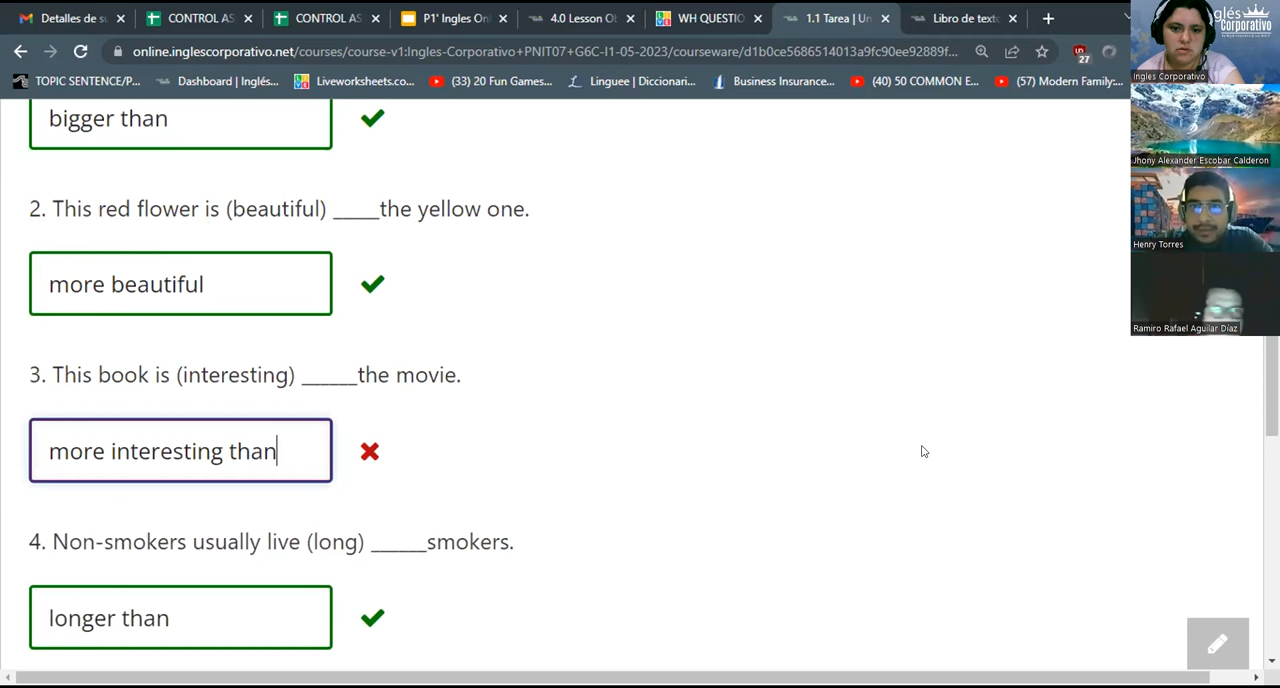 Detalles de su
CONTROL AS
CONTROL AS
P1' Ingles Onl
4.0 Lesson Ob
WH QUESTIO
1.1 Tarea | Un
Libro de texto
online.inglescorporativo.net/courses/course-v1:Ingles-Corporativo+PNIT07+G6C-I1-05-2023/courseware/d1b0ce5686514013a9fc90ee92889f...
27
TOPIC SENTENCE/P...
Dashboard | Inglés...
Liveworksheets.co...
(33) 20 Fun Games...
Linguee | Diccionari...
Business Insurance...
(40) 50 COMMON E...
(57) Modern Family:...
Corporativo
Ingles Corporativo
Jhony Alexander Escobar Calderon
Henry Torres
Ramiro Rafael Aguilar Díaz
bigger than
2. This red flower is (beautiful) _____the yellow one.
more beautiful
3. This book is (interesting) ______the movie.
more interesting than
4. Non-smokers usually live (long) ______smokers.
longer than